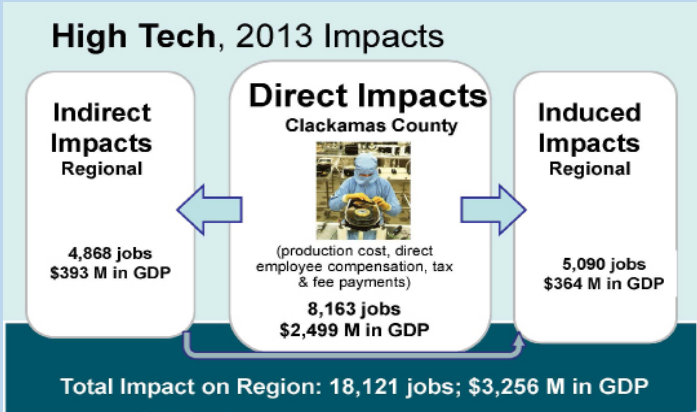 High Tech, 2013 Impacts
Indirect
Impacts
Regional
4,868 jobs
$393 M in GDP
Direct Impacts
Clackamas County
(production cost, direct
employee compensation, tax
& fee payments)
8,163 jobs
$2,499 M in GDP
Induced
Impacts
Regional
5,090 jobs
$364 M in GDP
Total Impact on Region: 18,121 jobs; $3,256 M in GDP